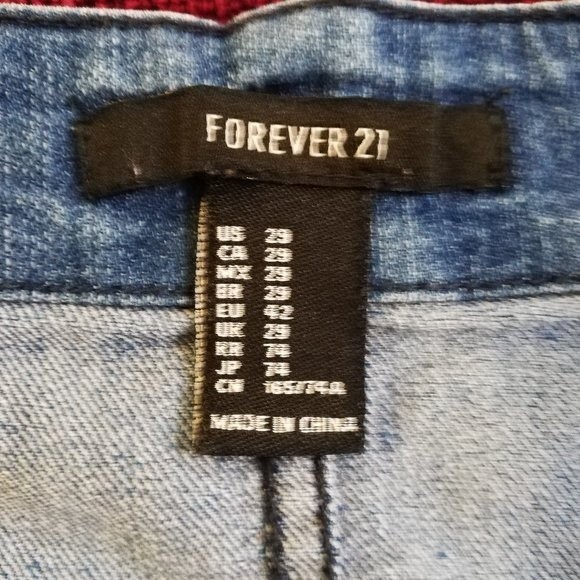 FOREVER 21
US 29
CA 29
MX 29
BR 29
EU 42
UK 29
KR 74
JP 74
CN 165/74A
MADE IN CHINA